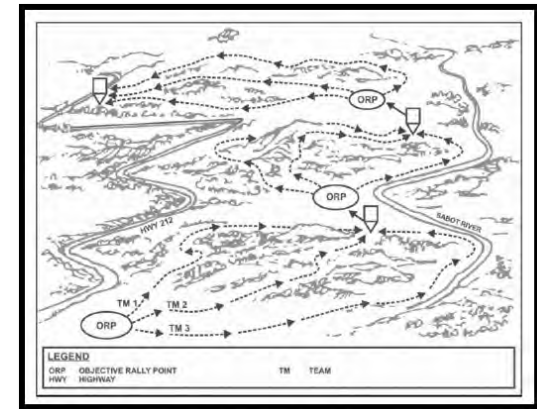 ORP
ORP
HWY 212
SABOT RIVER
TM 1
TM 2
ORP
TM 3
LEGEND
ORP OBJECTIVE RALLY POINT TM TEAM
HWY HIGHWAY